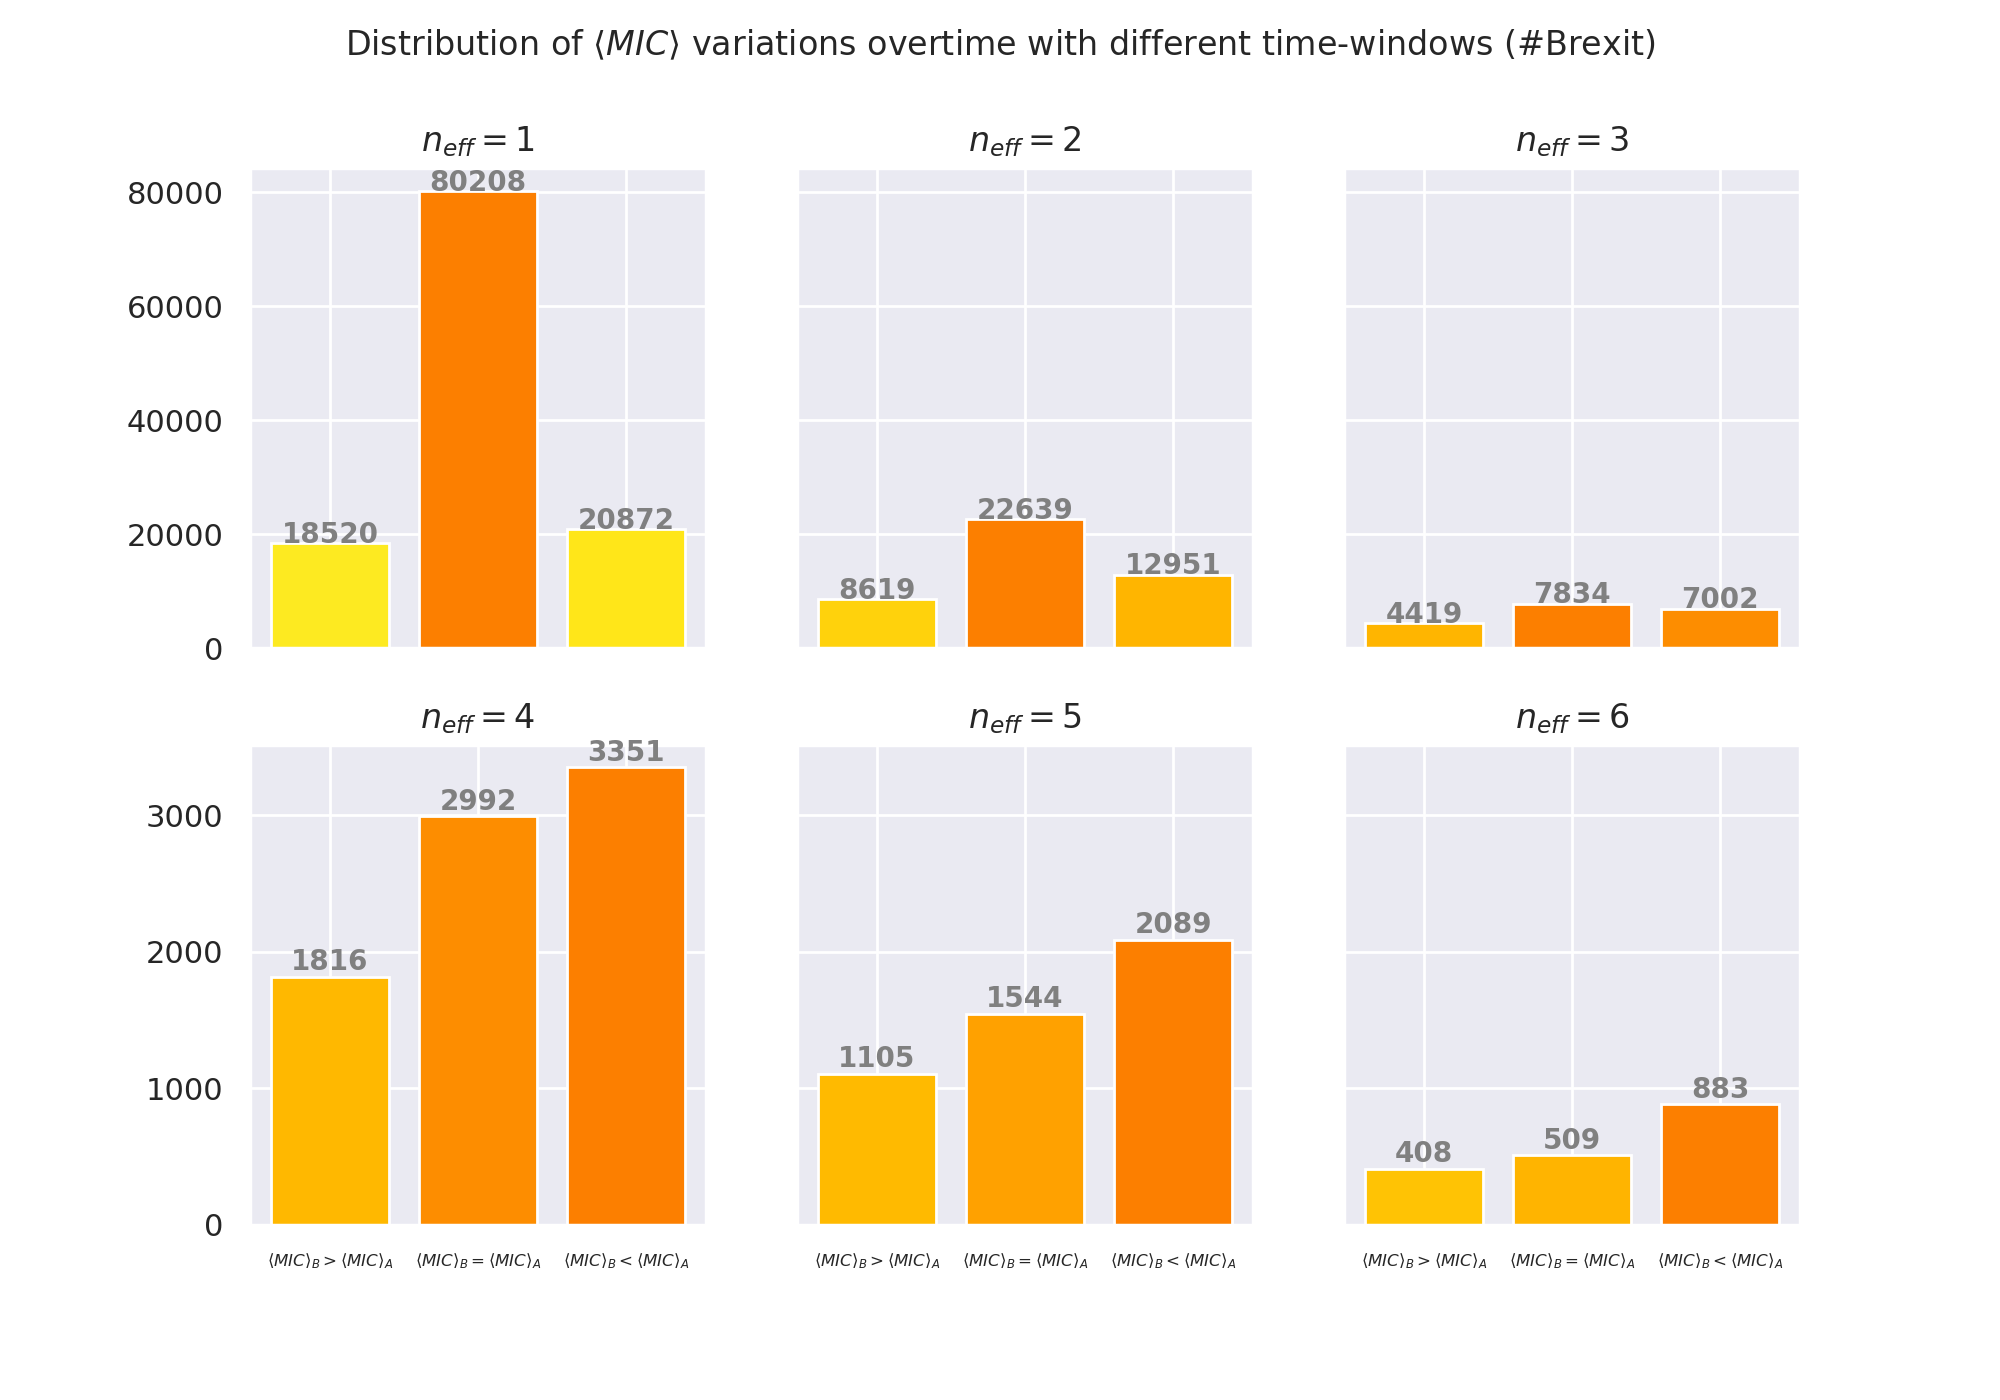 Distribution of ⟨MIC⟩ variations overtime with different time-windows (#Brexit)
n_eff = 1
n_eff = 2
n_eff = 3
80000
60000
40000
20000
0
18520
80208
20872
8619
22639
12951
4419
7834
7002
n_eff = 4
n_eff = 5
n_eff = 6
3000
2000
1000
0
1816
2992
3351
1105
1544
2089
408
509
883
⟨MIC⟩_B > ⟨MIC⟩_A
⟨MIC⟩_B = ⟨MIC⟩_A
⟨MIC⟩_B < ⟨MIC⟩_A
⟨MIC⟩_B > ⟨MIC⟩_A
⟨MIC⟩_B = ⟨MIC⟩_A
⟨MIC⟩_B < ⟨MIC⟩_A
⟨MIC⟩_B > ⟨MIC⟩_A
⟨MIC⟩_B = ⟨MIC⟩_A
⟨MIC⟩_B < ⟨MIC⟩_A